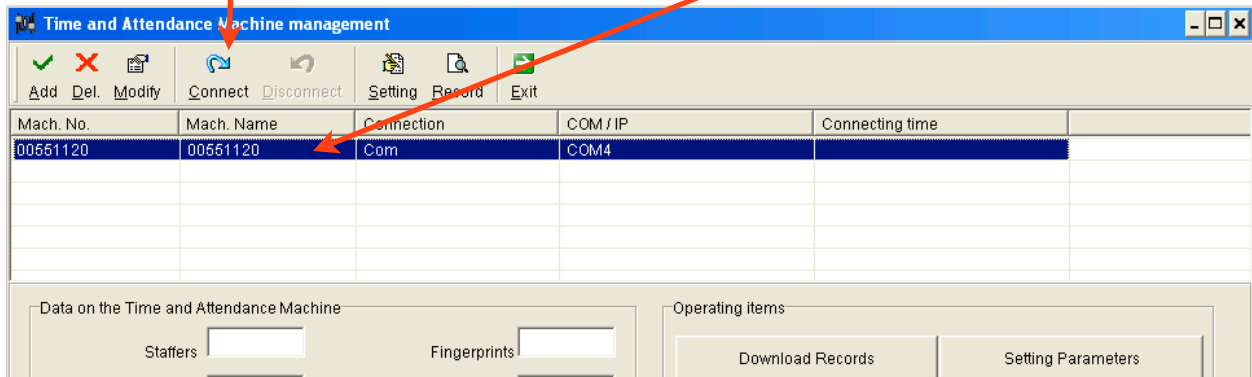 Time and Attendance Machine management
Add Del. Modify Connect Disconnect Setting Record Exit
Mach. No. Mach. Name Connection COM / IP Connecting time
00551120 00551120 Com COM4
Data on the Time and Attendance Machine Operating items
Staffers Fingerprints Download Records Setting Parameters